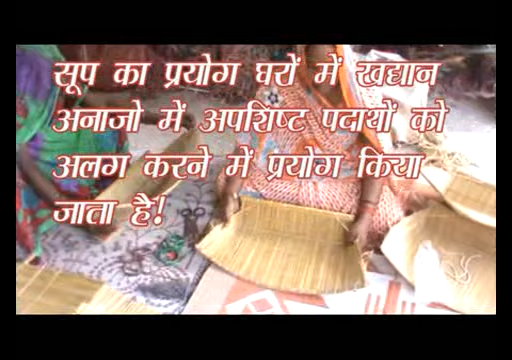 सूप का प्रयोग घरों में खद्यान
अनाजो में अपशिष्ट पदार्थों को
अलग करने में प्रयोग किया
जाता है!